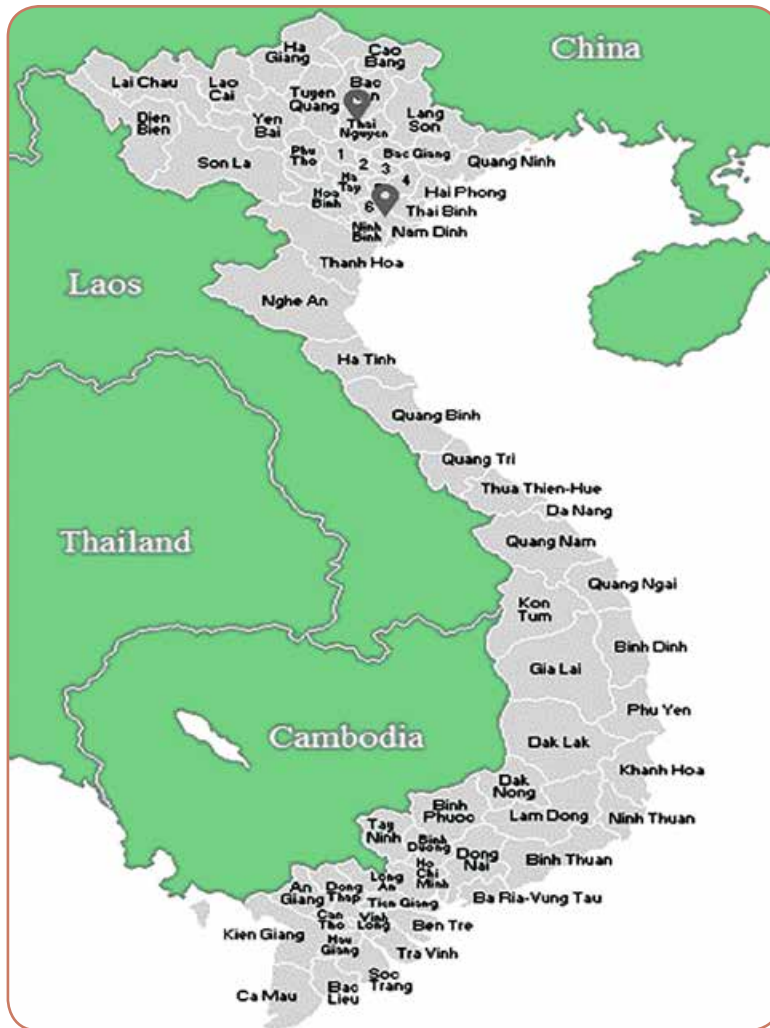 China
Ha
Giang
Cao
Bang
Lai Chau
Lao
Cai
Tuyen
Quang
Bac
Dien
Bien
Yen
Bai
Thai
Nguyen
Lang
Son
Son La
Phu
Tho
1
2
3
4
Bac Giang
Quang Ninh
Ha
Tay
Hoa
Binh
Hai Phong
6
Thai Binh
Ninh
Binh
Nam Dinh
Thanh Hoa
Laos
Nghe An
Ha Tinh
Quang Binh
Quang Tri
Thua Thien-Hue
Da Nang
Thailand
Quang Nam
Quang Ngai
Kon
Tum
Binh Dinh
Gia Lai
Phu Yen
Cambodia
Dak Lak
Khanh Hoa
Dak
Nong
Binh
Phuoc
Lam Dong
Ninh Thuan
Tay
Ninh
Binh
Duong
Dong
Nai
Binh Thuan
Ho
Chi
Minh
Long
An
An
Giang
Dong
Thap
Tien Giang
Ba Ria-Vung Tau
Can
Tho
Vinh
Long
Ben Tre
Kien Giang
Hau
Giang
Tra Vinh
Soc
Trang
Ca Mau
Bac
Lieu